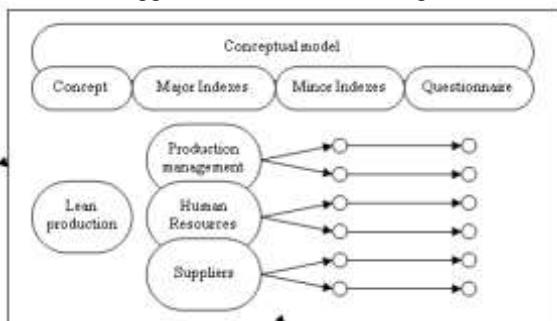 Conceptual model
Concept
Major Indexes
Minor Indexes
Questionnaire
Production
management
Lean
production
Human
Resources
Suppliers